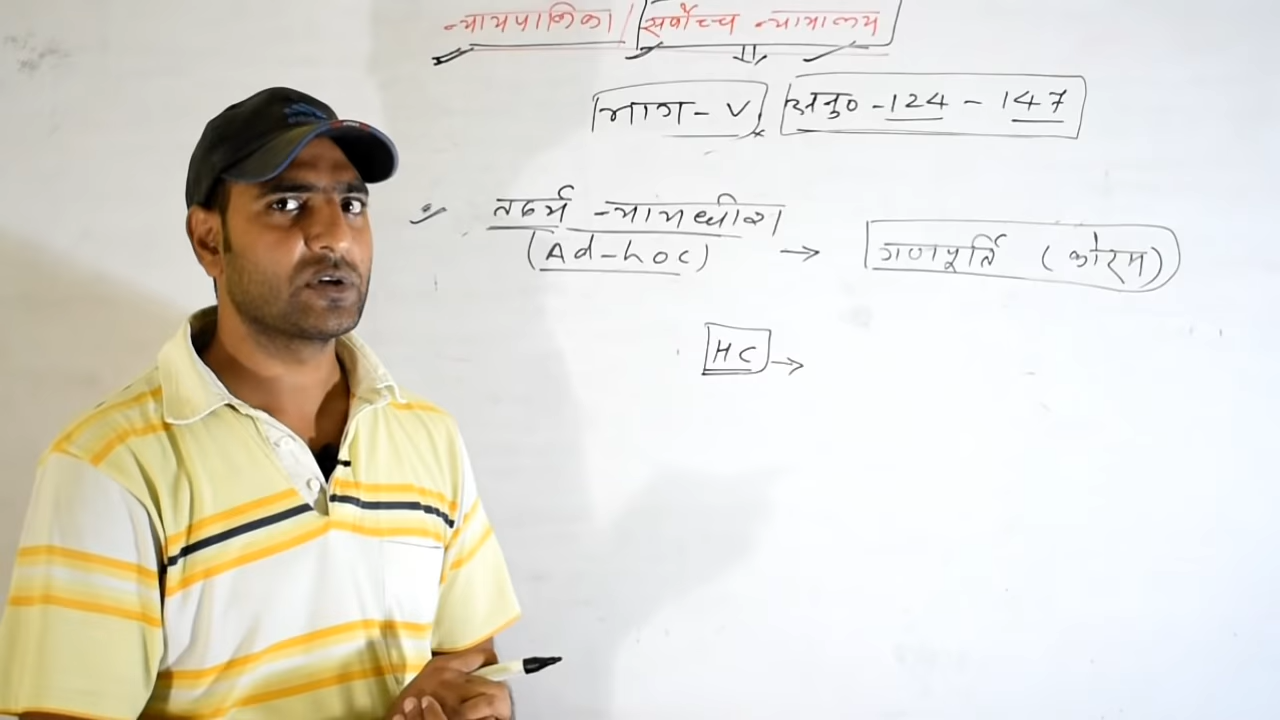 न्यायपालिका / सर्वोच्च न्यायालय
भाग - V, अनु० - 124 - 147
तदर्थ न्यायधीश
(Ad-hoc) → गणपूर्ति (कोरम)
HC →